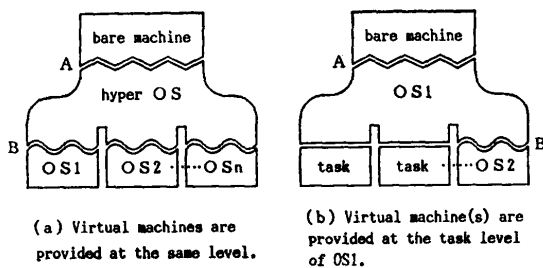 bare machine
A
hyper OS
B
OS1 OS2 ····· OSn
(a) Virtual machines are
provided at the same level.
bare machine
A
OS1
B
task task ····· OS2
(b) Virtual machine(s) are
provided at the task level
of OS1.